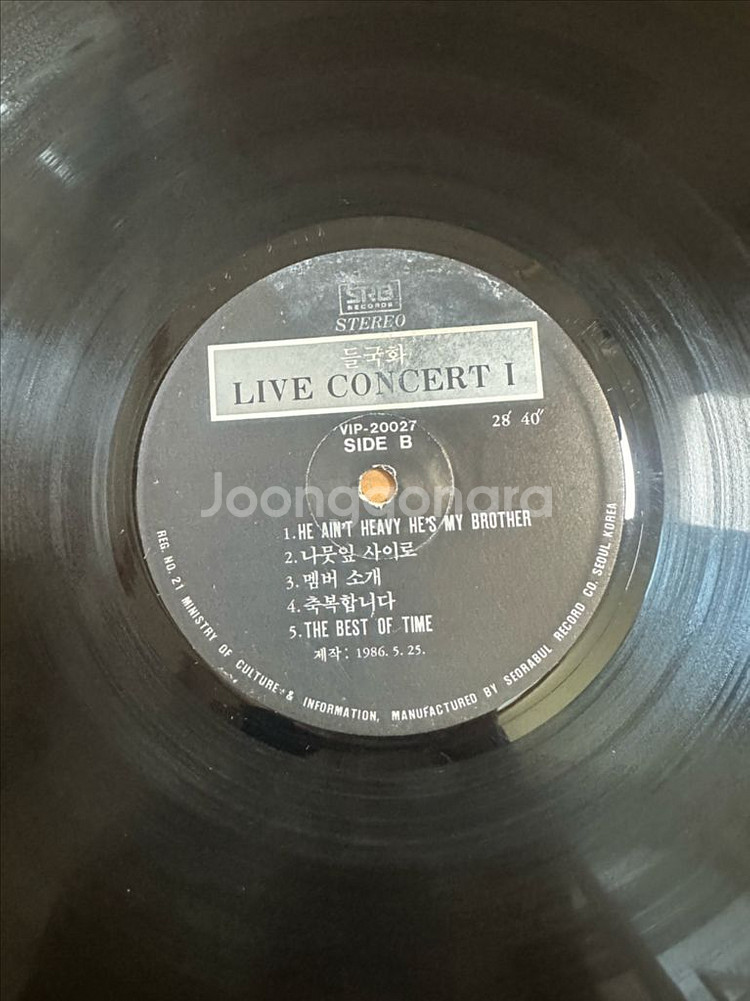 SRB
RECORDS
STEREO
들국화
LIVE CONCERT I
VIP-20027
28′ 40″
SIDE B
Joonggonara
1.HE AIN'T HEAVY HE'S MY BROTHER
2.나뭇잎 사이로
3.멤버 소개
4.축복합니다
5.THE BEST OF TIME
제작: 1986. 5. 25.
REG. NO. 21 MINISTRY OF CULTURE & INFORMATION, MANUFACTURED BY SEORABUL RECORD CO. SEOUL KOREA